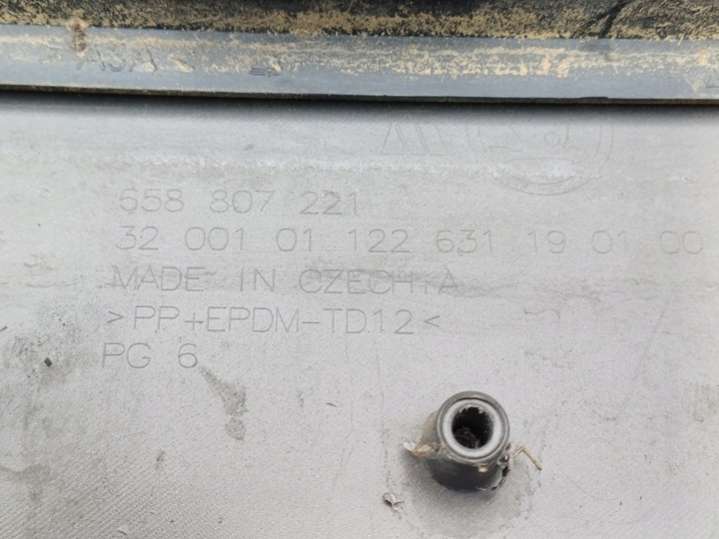 658 807 221
32 001 01 122 631 19 01 00
MADE IN CZECHIA
>PP+EPDM-TD12<
PG 6